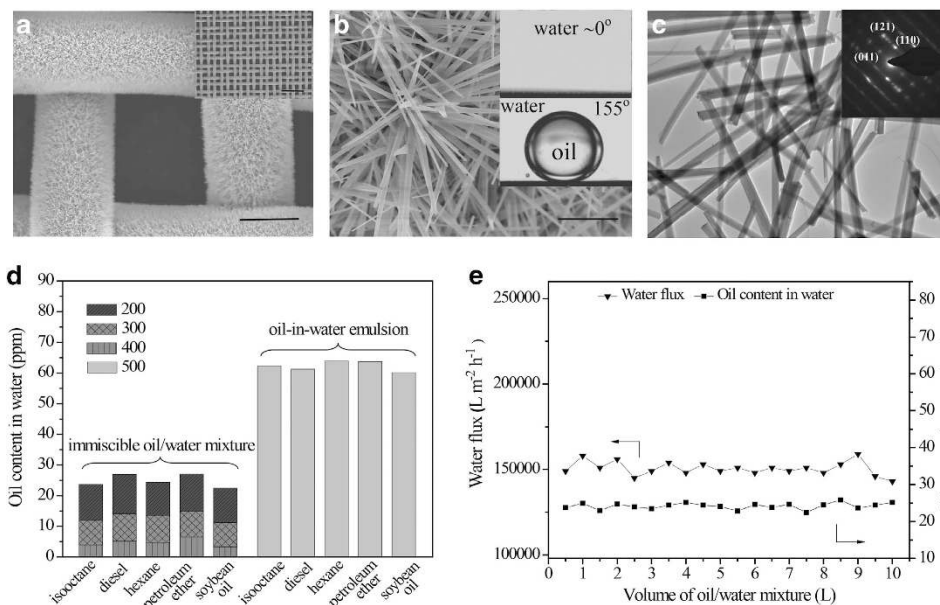 a
b
water ~0°
water
155°
oil
c
(121)
(110)
(011)
d
Oil content in water (ppm)
90
80
70
60
50
40
30
20
10
0
200
300
400
500
oil-in-water emulsion
immiscible oil/water mixture
isooctane
diesel
hexane
petroleum
ether
soybean
oil
isooctane
diesel
hexane
petroleum
ether
soybean
oil
e
Water flux (L m⁻² h⁻¹)
250000
200000
150000
100000
Water flux
Oil content in water
80
70
60
50
40
30
20
10
0 1 2 3 4 5 6 7 8 9 10
Volume of oil/water mixture (L)